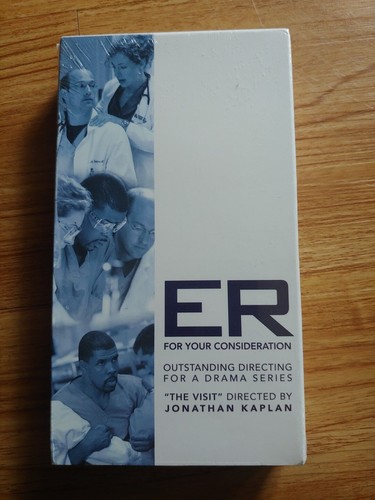 ER
FOR YOUR CONSIDERATION
OUTSTANDING DIRECTING
FOR A DRAMA SERIES
"THE VISIT" DIRECTED BY
JONATHAN KAPLAN